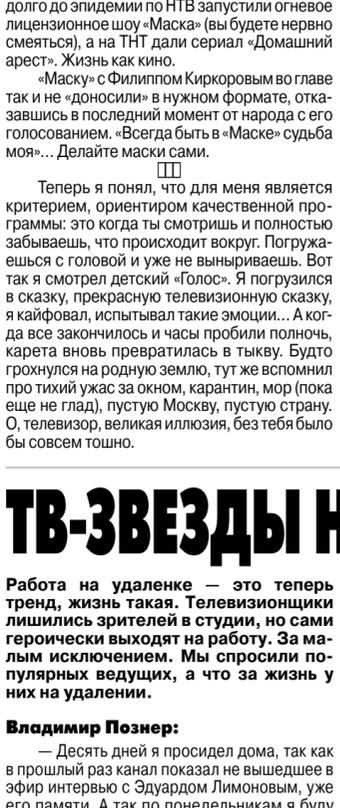 долго до эпидемии по НТВ запустили огневое
лицензионное шоу «Маска» (вы будете нервно
смеяться), а на ТНТ дали сериал «Домашний
арест». Жизнь как кино.
«Маску» с Филиппом Киркоровым во главе
так и не «доносили» в нужном формате, отка-
завшись в последний момент от народа с его
голосованием. «Всегда быть в «Маске» судьба
моя»... Делайте маски сами.
Теперь я понял, что для меня является
критерием, ориентиром качественной про-
граммы: это когда ты смотришь и полностью
забываешь, что происходит вокруг. Погружа-
ешься с головой и уже не выныриваешь. Вот
так я смотрел детский «Голос». Я погрузился
в сказку, прекрасную телевизионную сказку,
я кайфовал, испытывал такие эмоции... А ког-
да все закончилось и часы пробили полночь,
карета вновь превратилась в тыкву. Будто
грохнулся на родную землю, тут же вспомнил
про тихий ужас за окном, карантин, мор (пока
еще не глад), пустую Москву, пустую страну.
О, телевизор, великая иллюзия, без тебя было
бы совсем тошно.
ТВ-ЗВЕЗДЫ Н
Работа на удаленке — это теперь
тренд, жизнь такая. Телевизионщики
лишились зрителей в студии, но сами
героически выходят на работу. За ма-
лым исключением. Мы спросили по-
пулярных ведущих, а что за жизнь у
них на удалении.
Владимир Познер:
— Десять дней я просидел дома, так как
в прошлый раз канал показал не вышедшее в
эфир интервью с Эдуардом Лимоновым, уже
его памяти. А так по понедельникам я буду